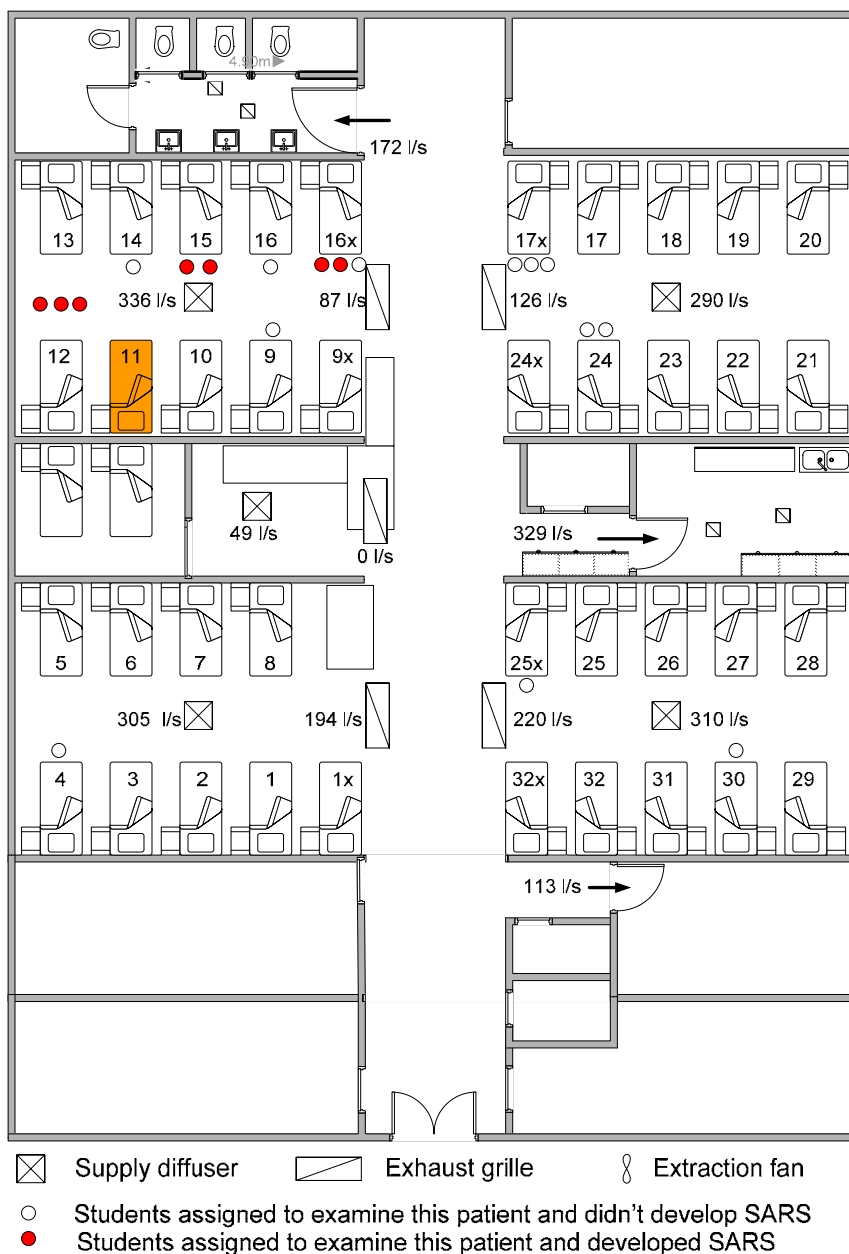 4.90m
172 l/s
13 14 15 16 16x 17x 17 18 19 20
336 l/s 87 l/s 126 l/s 290 l/s
12 11 10 9 9x 24x 24 23 22 21
49 l/s 329 l/s
0 l/s
5 6 7 8 25x 25 26 27 28
305 l/s 194 l/s 220 l/s 310 l/s
4 3 2 1 1x 32x 32 31 30 29
113 l/s
Supply diffuser Exhaust grille Extraction fan
Students assigned to examine this patient and didn't develop SARS
Students assigned to examine this patient and developed SARS